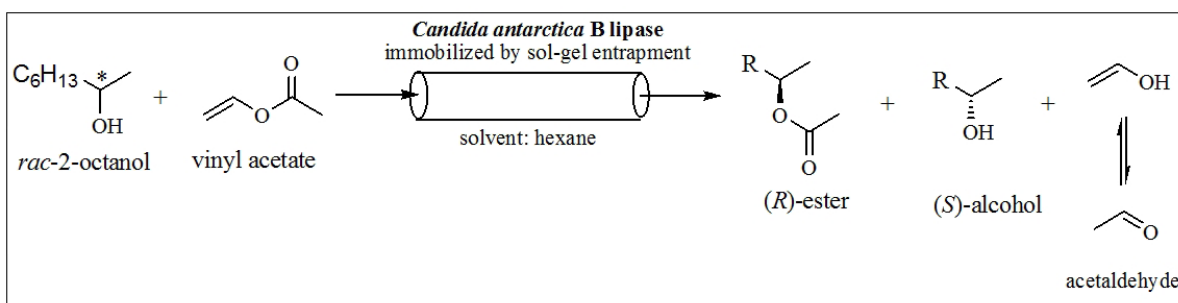 Candida antarctica B lipase
immobilized by sol-gel entrapment
C6H13
*
OH
+
O
O
rac-2-octanol
vinyl acetate
solvent: hexane
R
O
O
(R)-ester
+
R
OH
(S)-alcohol
+
OH
O
acetaldehyde